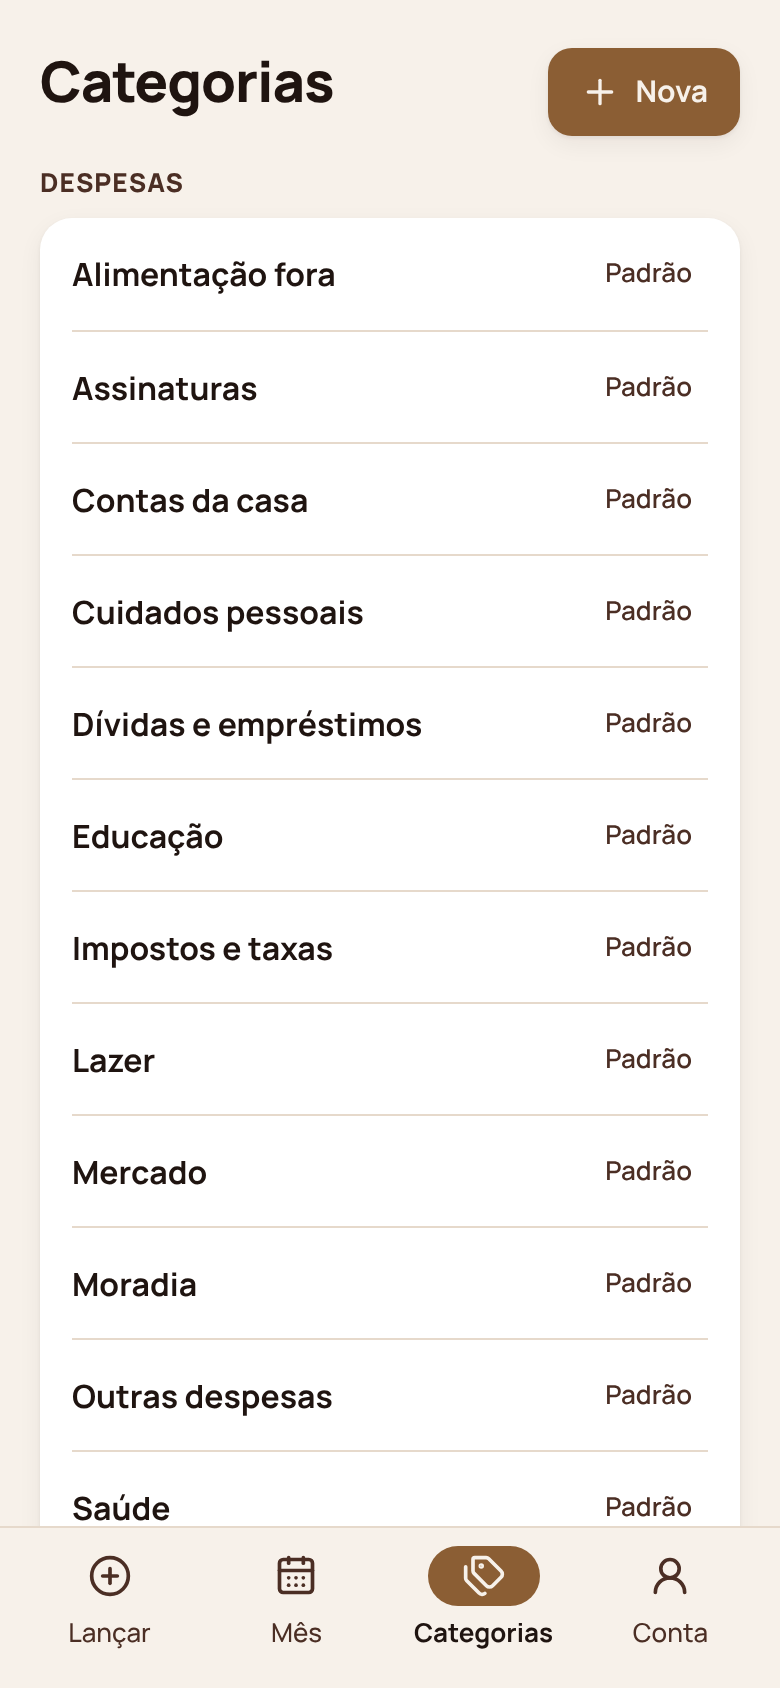 Categorias
+ Nova
DESPESAS
Alimentação fora Padrão
Assinaturas Padrão
Contas da casa Padrão
Cuidados pessoais Padrão
Dívidas e empréstimos Padrão
Educação Padrão
Impostos e taxas Padrão
Lazer Padrão
Mercado Padrão
Moradia Padrão
Outras despesas Padrão
Saúde Padrão
Lançar Mês Categorias Conta